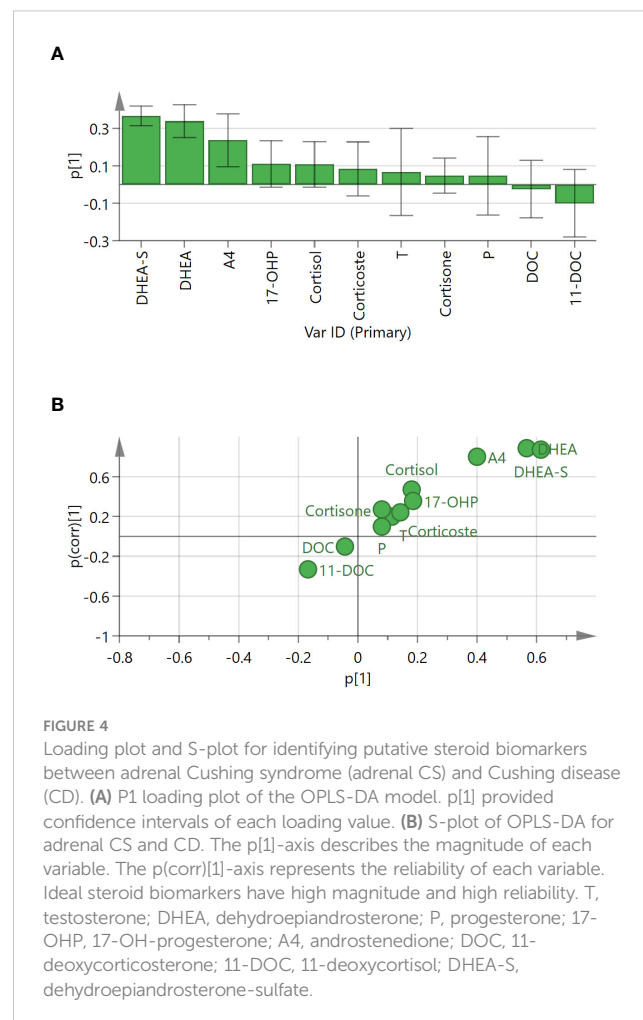 A
p[1]
0.3
0.1
-0.1
-0.3
DHEA-S
DHEA
A4
17-OHP
Cortisol
Corticoste
T
Cortisone
P
DOC
11-DOC
Var ID (Primary)
B
p(corr)[1]
0.6
0.2
-0.2
-0.6
-1
DHEA
A4
DHEA-S
Cortisol
17-OHP
Cortisone
Corticoste
T
P
DOC
11-DOC
-0.8
-0.6
-0.4
-0.2
0
0.2
0.4
0.6
p[1]
FIGURE 4
Loading plot and S-plot for identifying putative steroid biomarkers
between adrenal Cushing syndrome (adrenal CS) and Cushing disease
(CD). (A) P1 loading plot of the OPLS-DA model. p[1] provided
confidence intervals of each loading value. (B) S-plot of OPLS-DA for
adrenal CS and CD. The p[1]-axis describes the magnitude of each
variable. The p(corr)[1]-axis represents the reliability of each variable.
Ideal steroid biomarkers have high magnitude and high reliability. T,
testosterone; DHEA, dehydroepiandrosterone; P, progesterone; 17-
OHP, 17-OH-progesterone; A4, androstenedione; DOC, 11-
deoxycorticosterone; 11-DOC, 11-deoxycortisol; DHEA-S,
dehydroepiandrosterone-sulfate.